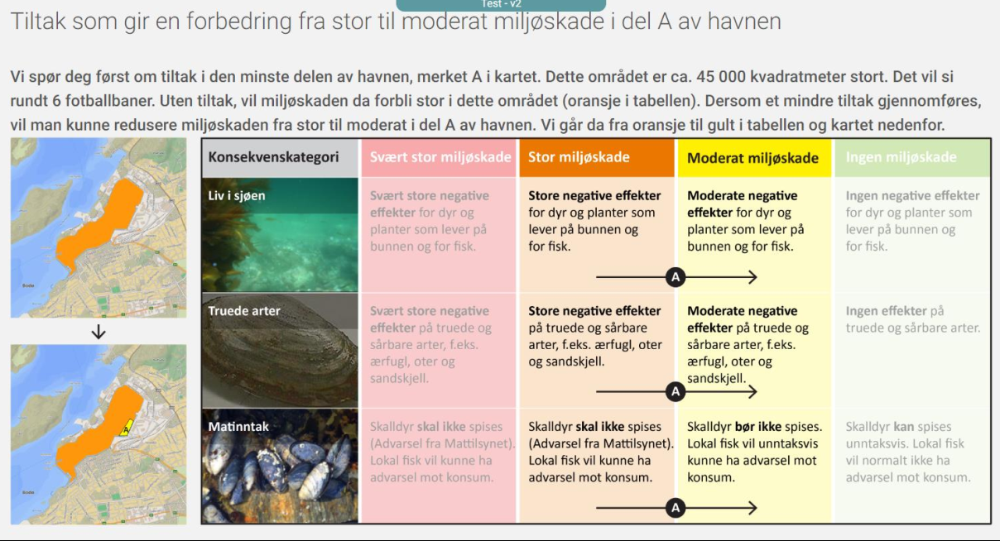 Test - v2
Tiltak som gir en forbedring fra stor til moderat miljøskade i del A av havnen
Vi spør deg først om tiltak i den minste delen av havnen, merket A i kartet. Dette området er ca. 45 000 kvadratmeter stort. Det vil si
rundt 6 fotballbaner. Uten tiltak, vil miljøskaden da forbli stor i dette området (oransje i tabellen). Dersom et mindre tiltak gjennomføres,
vil man kunne redusere miljøskaden fra stor til moderat i del A av havnen. Vi går da fra oransje til gult i tabellen og kartet nedenfor.
Bodø
A
Bodø
Konsekvenskategori
Svært stor miljøskade
Stor miljøskade
Moderat miljøskade
Ingen miljøskade
Liv i sjøen
Svært store negative
effekter for dyr og
planter som lever på
bunnen og for fisk.
Store negative effekter
for dyr og planter som
lever på bunnen og
for fisk.
Moderate negative
effekter for dyr og
planter som lever på
bunnen og for fisk.
Ingen negative effekter
for dyr og planter som
lever på bunnen og
for fisk.
A
Truede arter
Svært store negative
effekter på truede og
sårbare arter, f.eks.
ærfugl, oter og
sandskjell.
Store negative effekter
på truede og sårbare
arter, f.eks. ærfugl, oter
og sandskjell.
Moderate negative
effekter på truede og
sårbare arter, f.eks.
ærfugl, oter og
sandskjell.
Ingen effekter på
truede og sårbare arter.
A
Matinntak
Skalldyr skal ikke spises
(Advarsel fra Mattilsynet).
Lokal fisk vil kunne ha
advarsel mot konsum.
Skalldyr skal ikke spises
(Advarsel fra Mattilsynet).
Lokal fisk vil kunne ha
advarsel mot konsum.
Skalldyr bør ikke spises.
Lokal fisk vil unntaksvis
kunne ha advarsel mot
konsum.
Skalldyr kan spises
unntaksvis. Lokal fisk
vil normalt ikke ha
advarsel mot konsum.
A